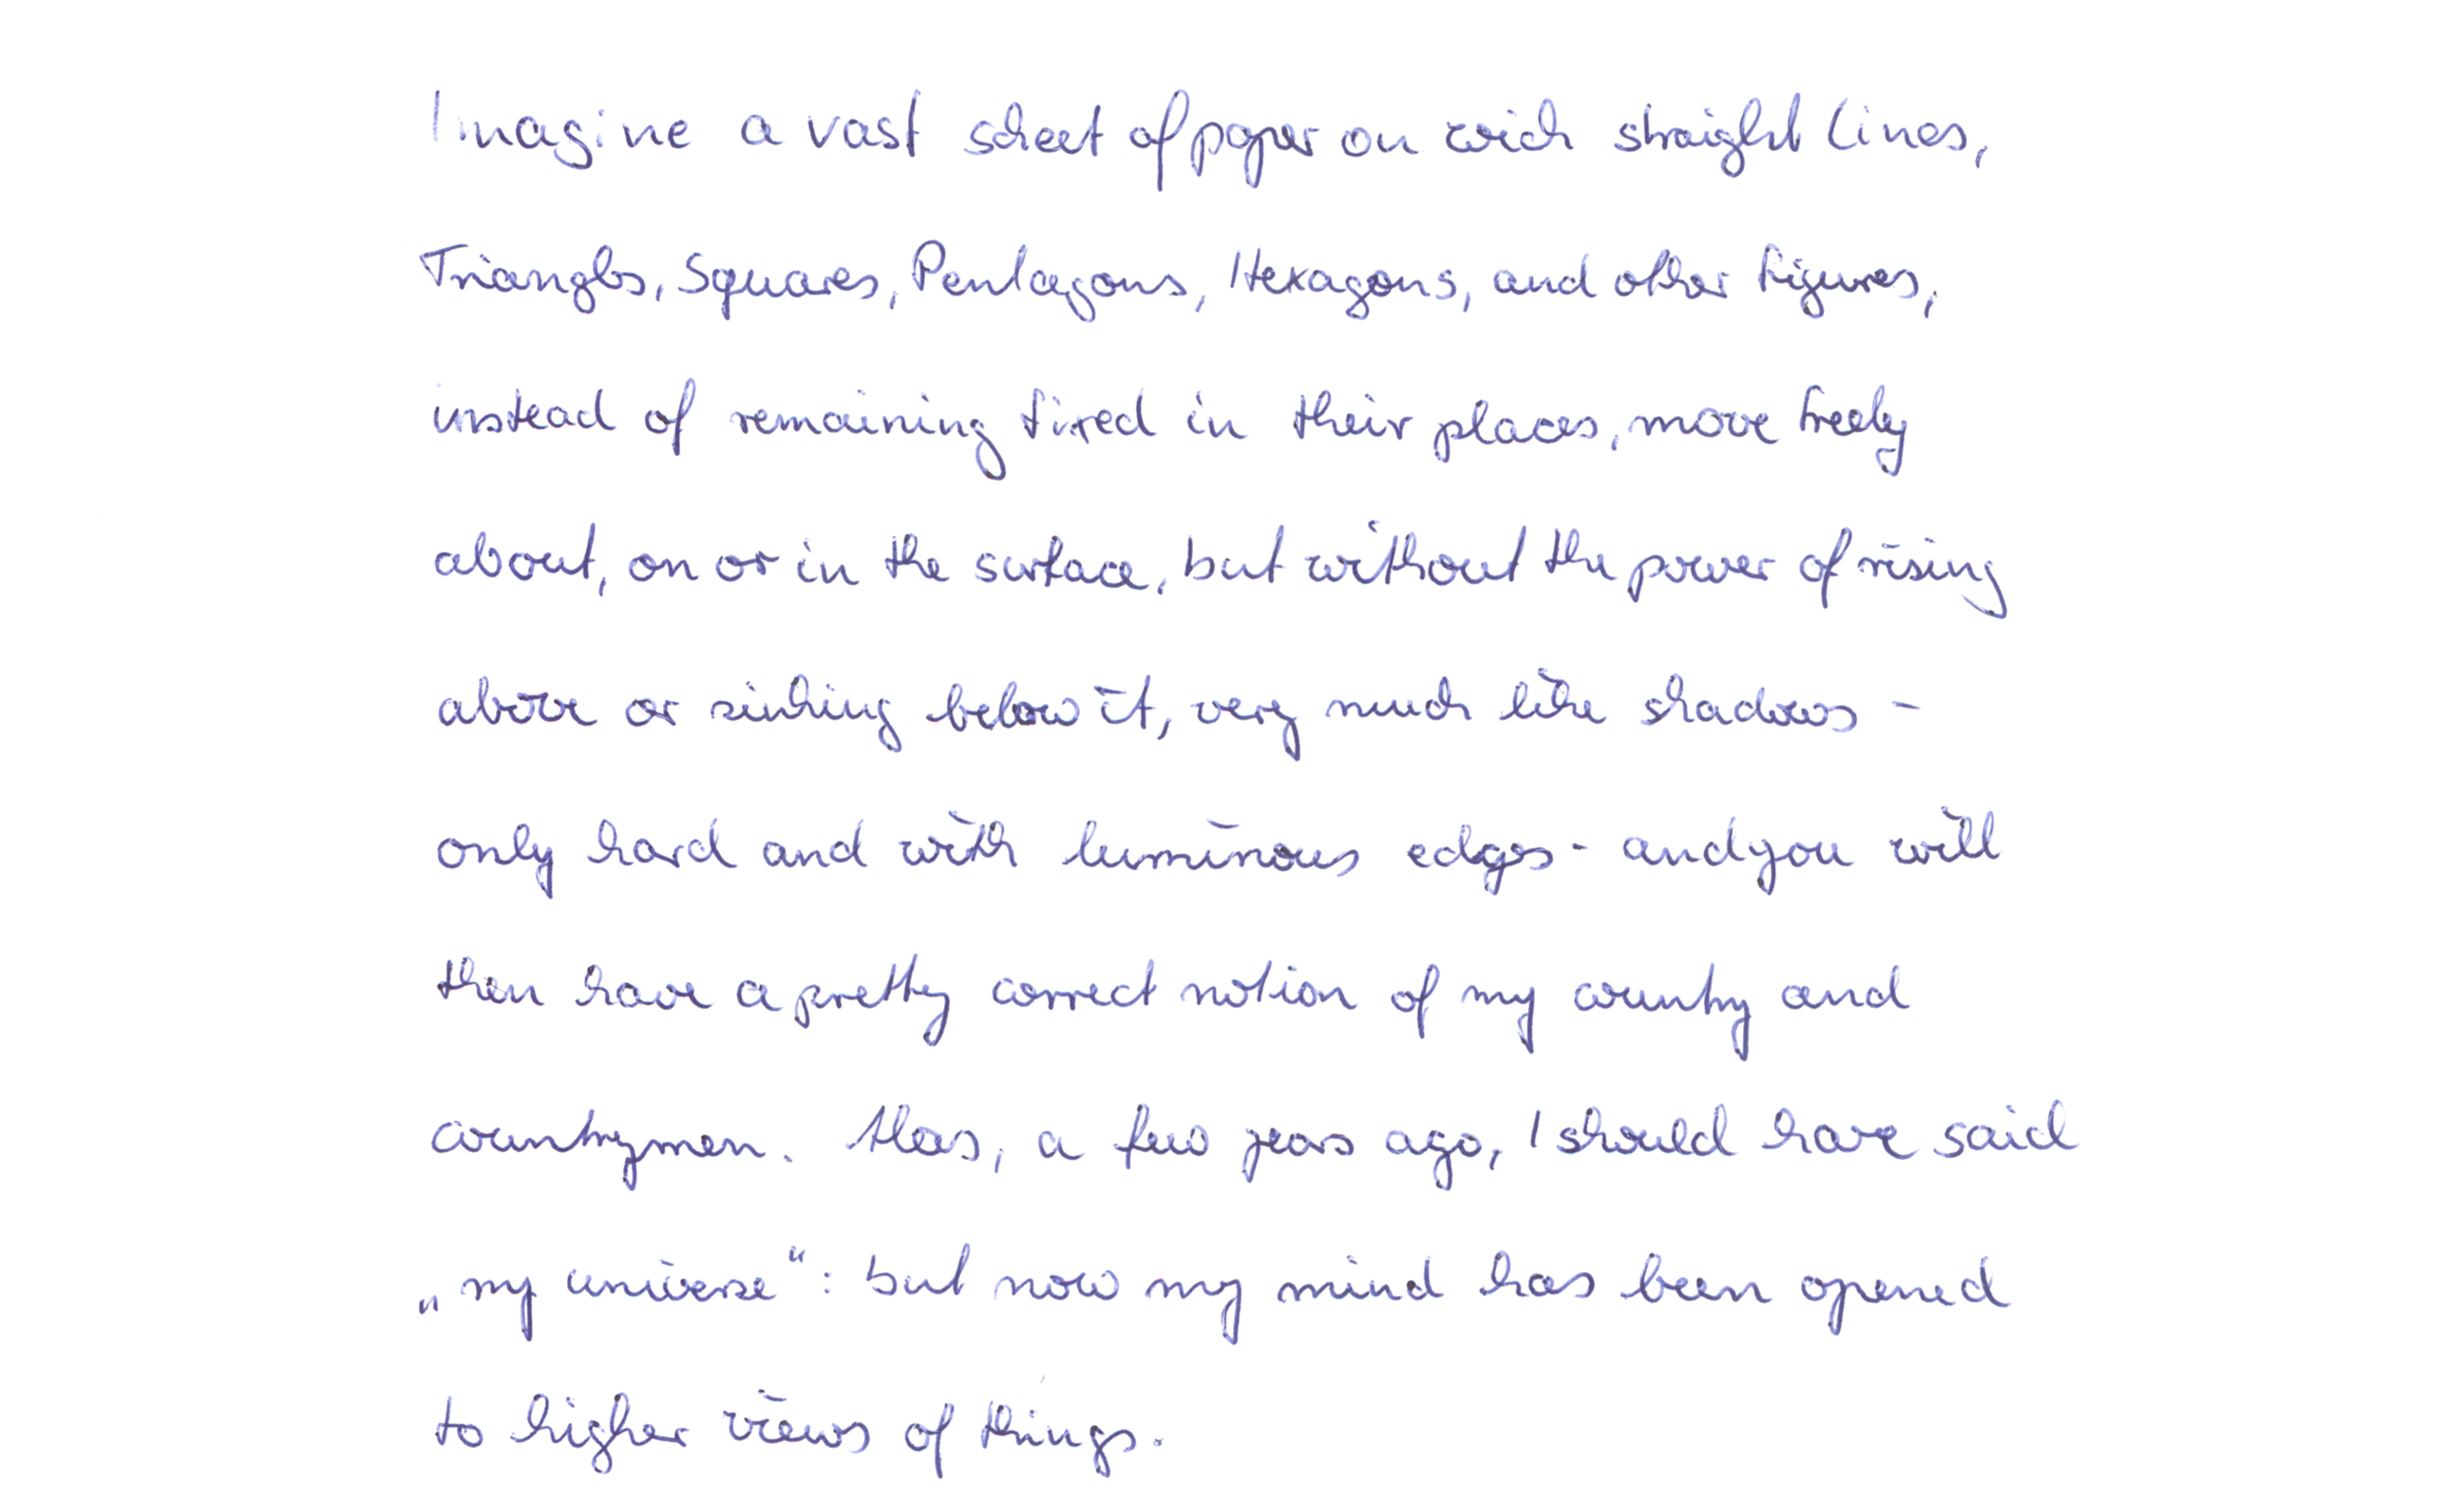 Imagine a vast scheet of paper on wich straight lines,
Triangles, Squares, Pentagons, Hexagons, and other figures,
instead of remaining fixed in their places, move freely
about, on or in the surface, but without the power of rising
above or sinking below it, very much like shadows -
only hard and with luminous edges - and you will
then have a pretty correct notion of my country and
countrymen. Alas, a few years ago, I should have said
„my universe“: but now my mind has been opened
to higher views of things.